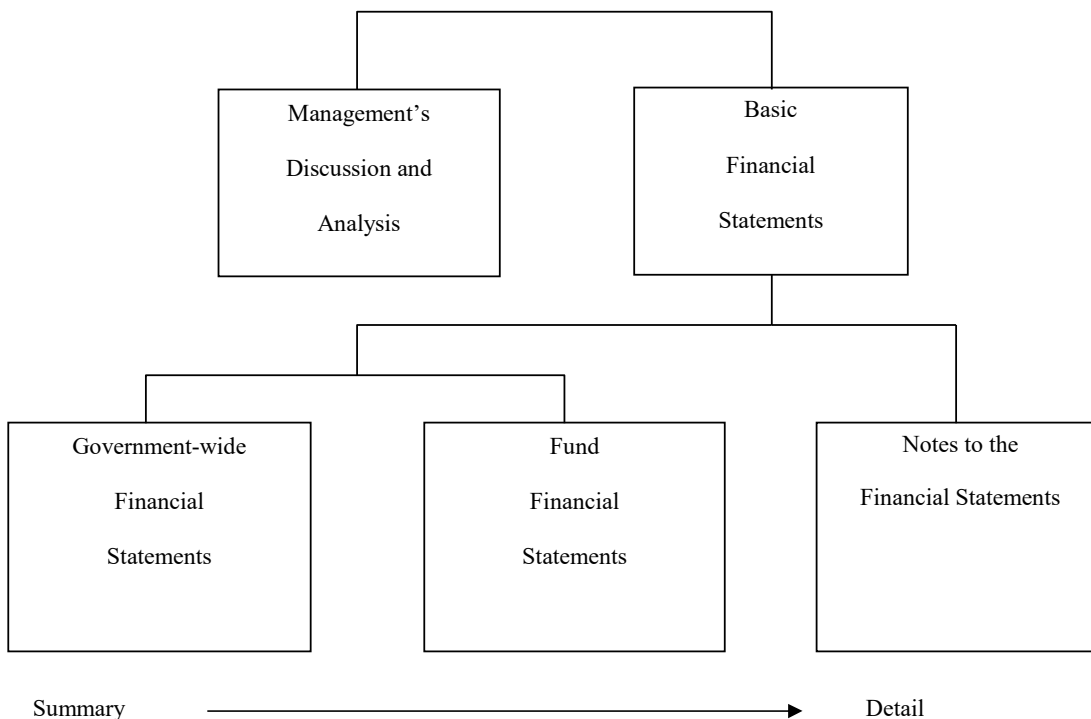 Management’s
Discussion and
Analysis
Basic
Financial
Statements
Government-wide
Financial
Statements
Fund
Financial
Statements
Notes to the
Financial Statements
Summary
Detail